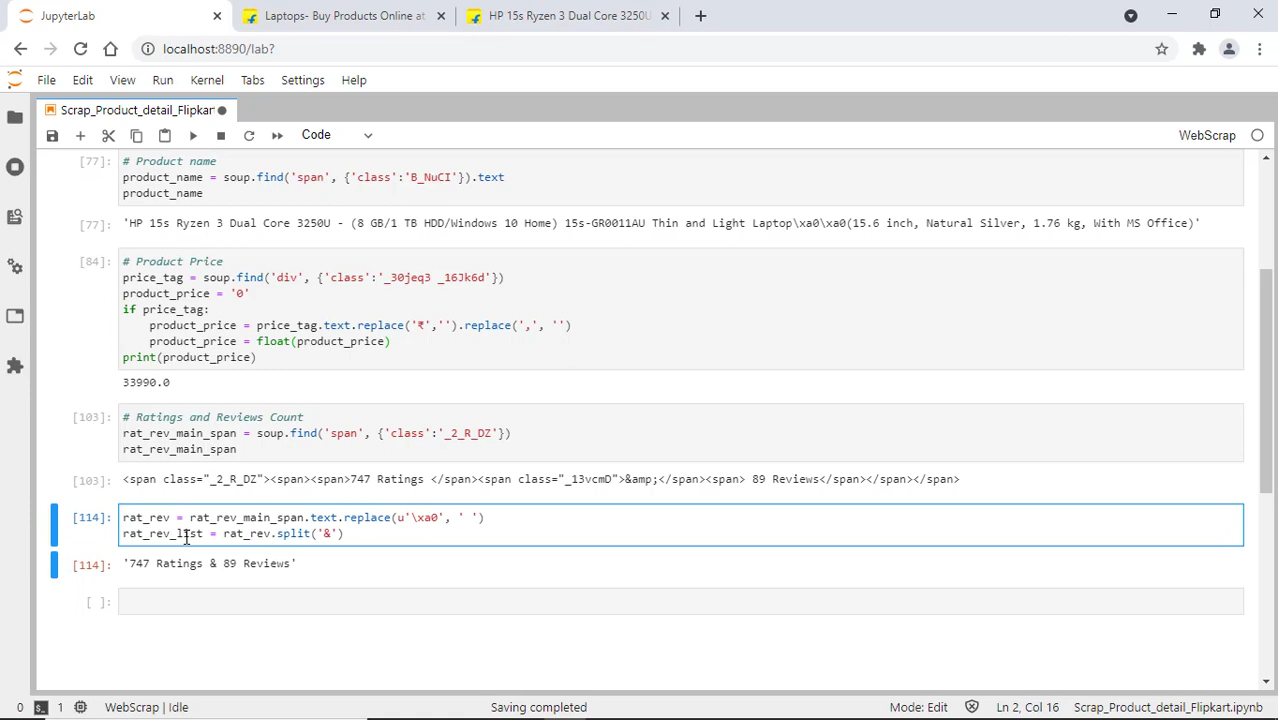 JupyterLab
Laptops- Buy Products Online at
HP 15s Ryzen 3 Dual Core 3250U
localhost:8890/lab?
File Edit View Run Kernel Tabs Settings Help
Scrap_Product_detail_Flipkar
Code
WebScrap
[77]:
# Product name
product_name = soup.find('span', {'class':'B_NuCI'}).text
product_name
[77]: 'HP 15s Ryzen 3 Dual Core 3250U - (8 GB/1 TB HDD/Windows 10 Home) 15s-GR0011AU Thin and Light Laptop\xa0\xa0(15.6 inch, Natural Silver, 1.76 kg, With MS Office)'
[84]: # Product Price
price_tag = soup.find('div', {'class':'_30jeq3 _16Jk6d'})
product_price = '0'
if price_tag:
product_price = price_tag.text.replace('₹','').replace(',', '')
product_price = float(product_price)
print(product_price)
33990.0
[103]: # Ratings and Reviews Count
rat_rev_main_span = soup.find('span', {'class':'_2_R_DZ'})
rat_rev_main_span
[103]: <span class="_2_R_DZ"><span><span>747 Ratings </span><span class="_13vcmD">&amp;</span><span> 89 Reviews</span></span></span>
[114]: rat_rev = rat_rev_main_span.text.replace(u'\xa0', ' ')
rat_rev_list = rat_rev.split('&')
[114]: '747 Ratings & 89 Reviews'
[ ]:
0 1 WebScrap | Idle Saving completed Mode: Edit Ln 2, Col 16 Scrap_Product_detail_Flipkart.ipynb